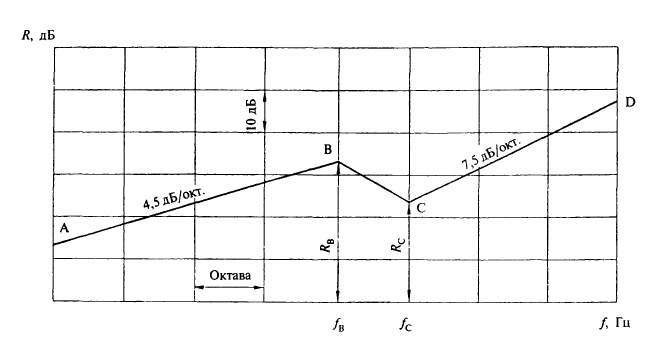 R, дБ
10 дБ
D
B
7,5 дБ/окт.
4,5 дБ/окт.
C
A
R_B
R_C
Октава
f_B
f_C
f, Гц